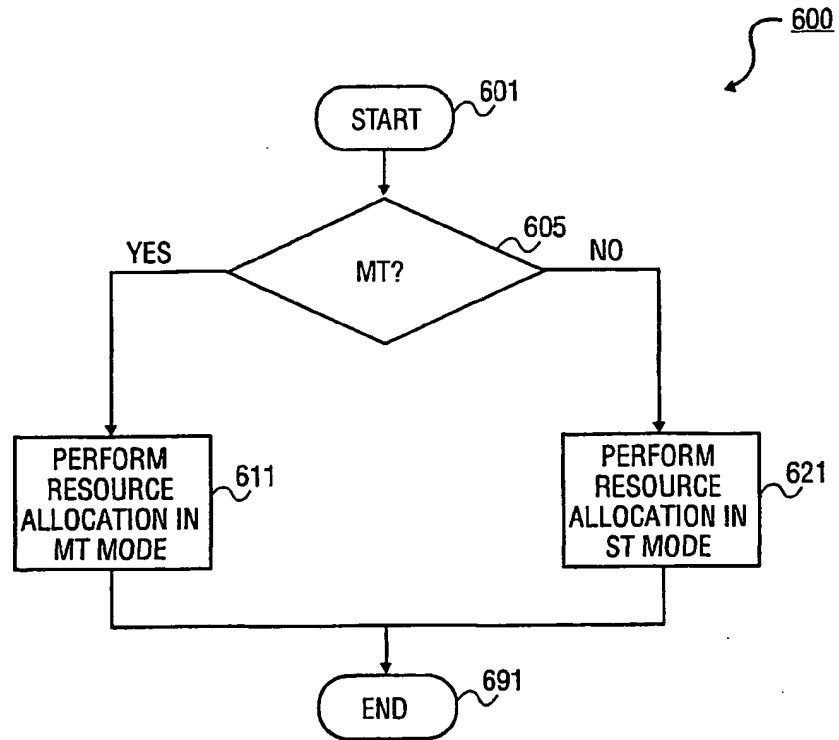 600
START
601
605
YES
MT?
NO
PERFORM
RESOURCE
ALLOCATION IN
MT MODE
611
PERFORM
RESOURCE
ALLOCATION IN
ST MODE
621
END
691